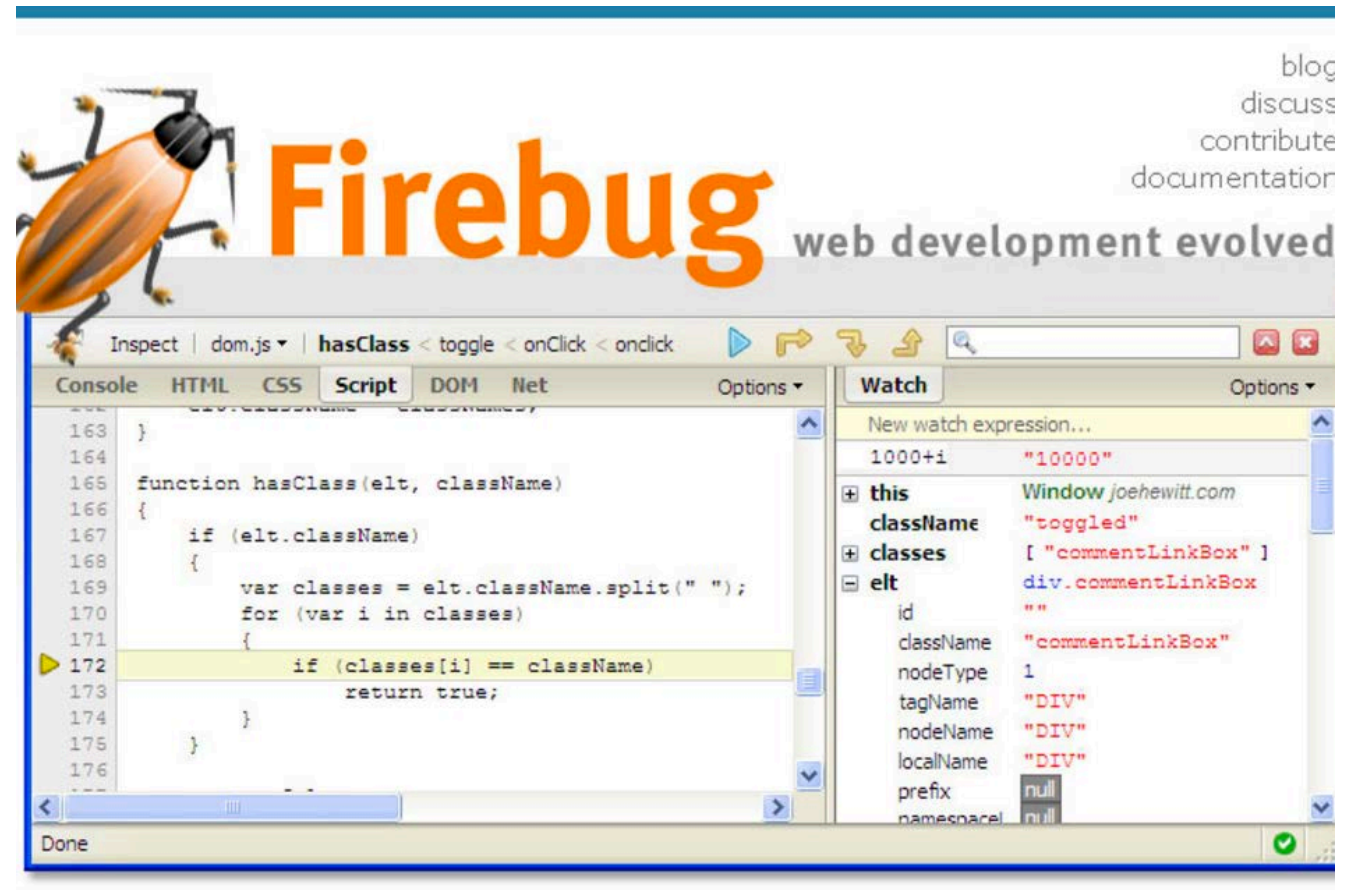 blog
discuss
contribute
documentation
Firebug
web development evolved
Inspect | dom.js | hasClass < toggle < onClick < onclick
Console HTML CSS Script DOM Net Options
163 }
164
165 function hasClass(elt, className)
166 {
167 if (elt.className)
168 {
169 var classes = elt.className.split(" ");
170 for (var i in classes)
171 {
172 if (classes[i] == className)
173 return true;
174 }
175 }
176
Watch Options
New watch expression...
1000+i "10000"
this Window joehewitt.com
className "toggled"
classes [ "commentLinkBox" ]
elt div.commentLinkBox
id ""
className "commentLinkBox"
nodeType 1
tagName "DIV"
nodeName "DIV"
localName "DIV"
prefix null
null
Done